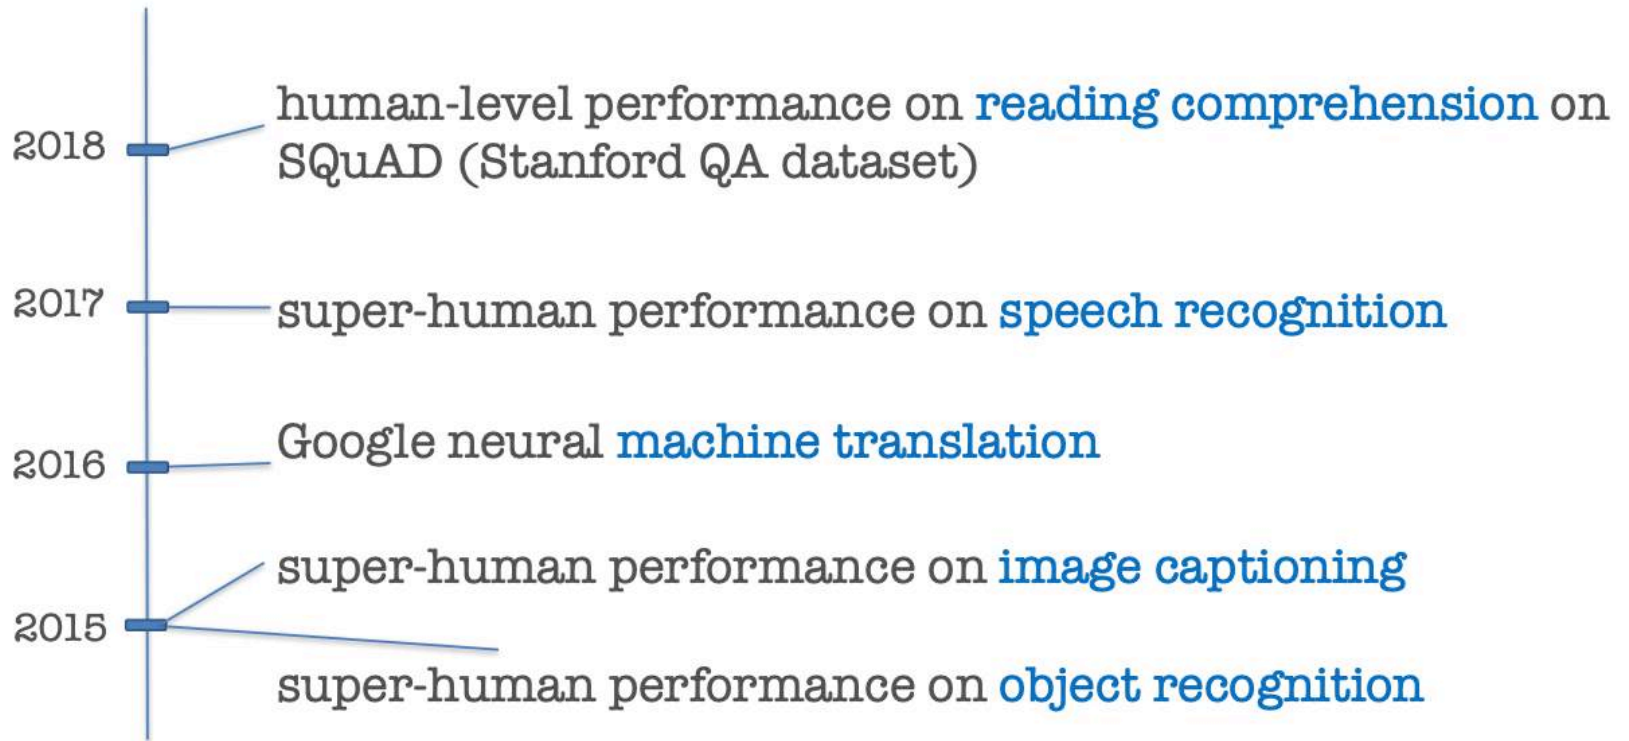 2018
human-level performance on reading comprehension on
SQuAD (Stanford QA dataset)
2017
super-human performance on speech recognition
2016
Google neural machine translation
2015
super-human performance on image captioning
super-human performance on object recognition